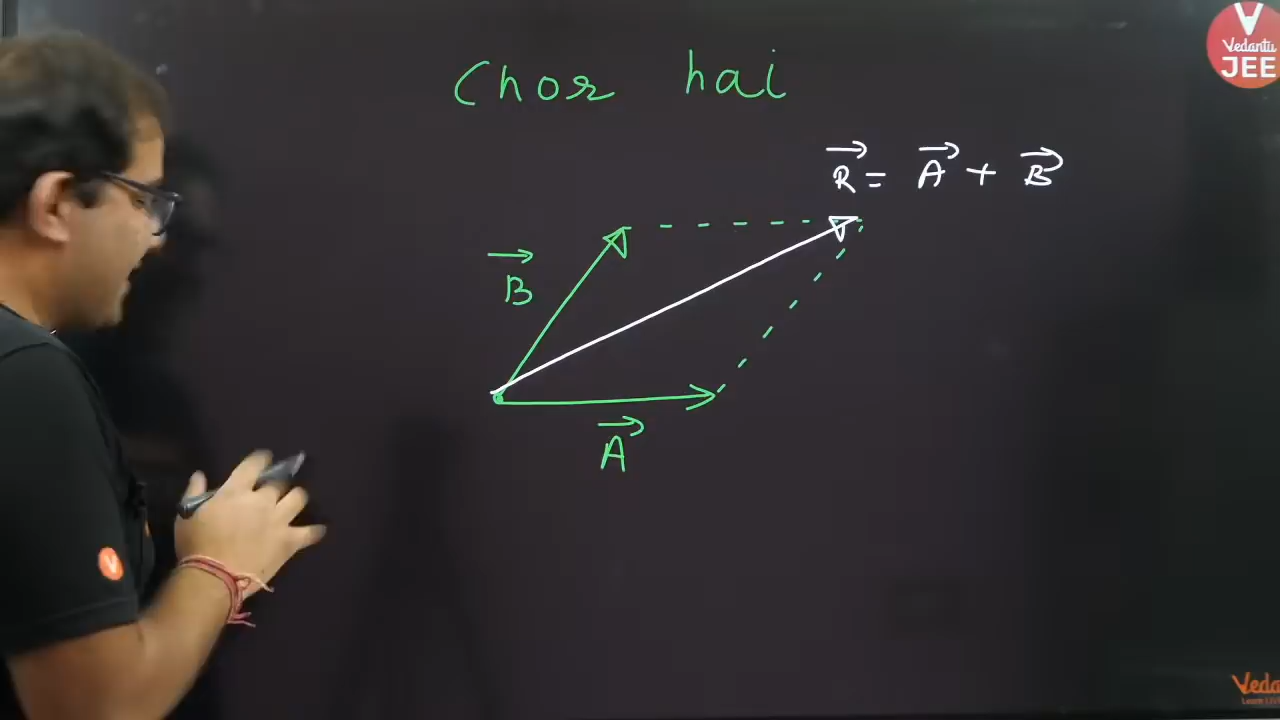 Chor hai
Vedantu
JEE
R⃗ = A⃗ + B⃗
B⃗
A⃗